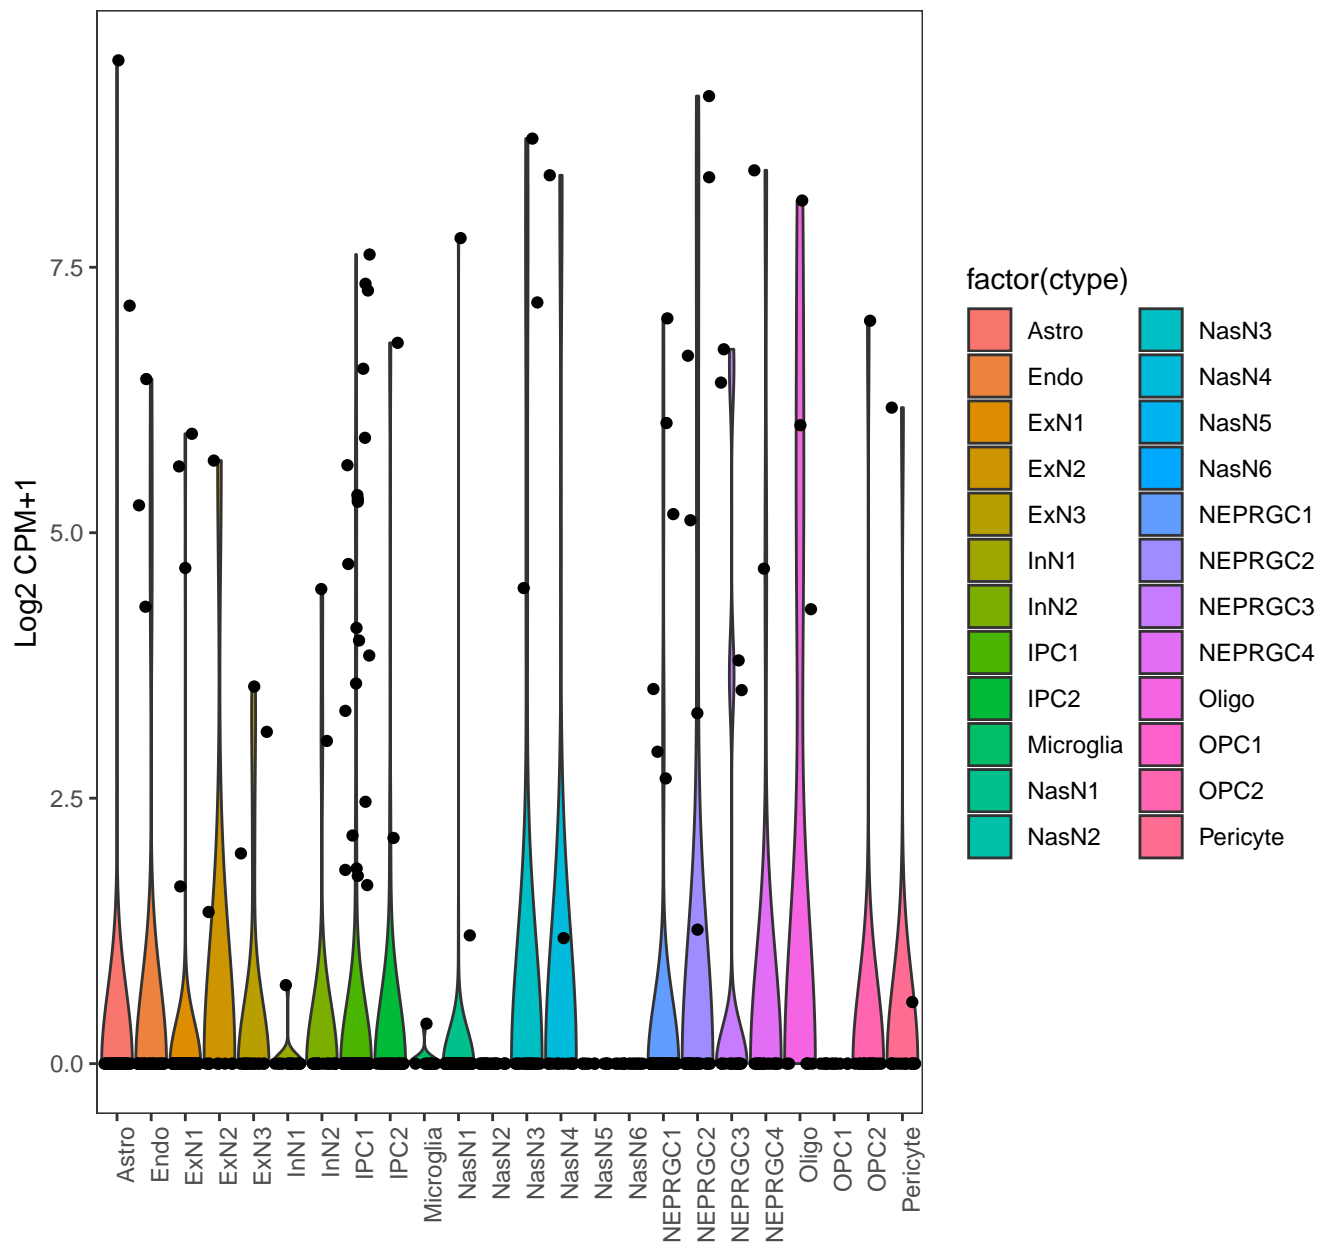 Log2 CPM+1
7.5
5.0
2.5
0.0
Astro
Endo
ExN1
ExN2
ExN3
InN1
InN2
IPC1
IPC2
Microglia
NasN1
NasN2
NasN3
NasN4
NasN5
NasN6
NEPRGC1
NEPRGC2
NEPRGC3
NEPRGC4
Oligo
OPC1
OPC2
Pericyte
factor(ctype)
Astro
Endo
ExN1
ExN2
ExN3
InN1
InN2
IPC1
IPC2
Microglia
NasN1
NasN2
NasN3
NasN4
NasN5
NasN6
NEPRGC1
NEPRGC2
NEPRGC3
NEPRGC4
Oligo
OPC1
OPC2
Pericyte